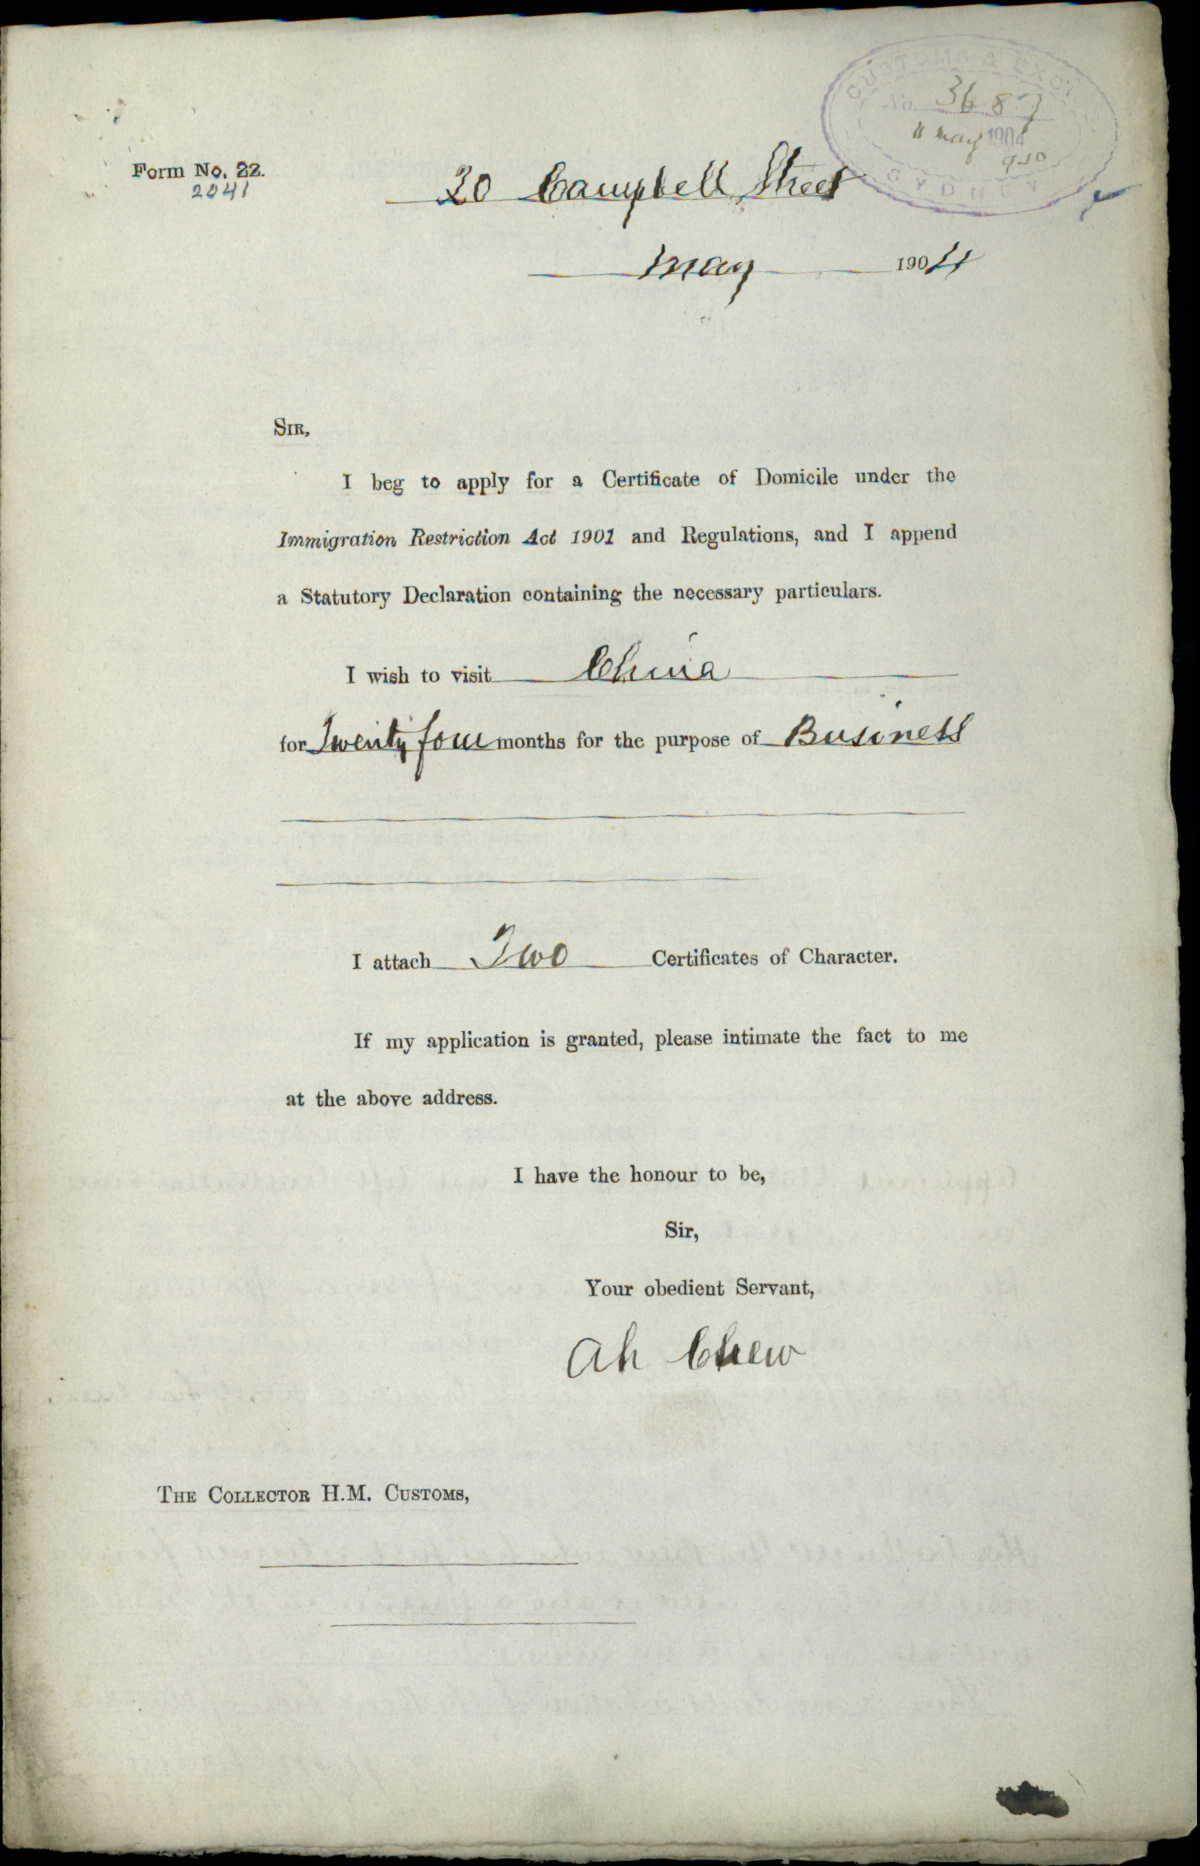 CUSTOMS & EXCISE
No. 3687
11 May 1904
SYDNEY
Form No. 22.
2041
30 Campbell Street
May 1904
SIR,
I beg to apply for a Certificate of Domicile under the
Immigration Restriction Act 1901 and Regulations, and I append
a Statutory Declaration containing the necessary particulars.
I wish to visit China
for Twenty four months for the purpose of Business
I attach Two Certificates of Character.
If my application is granted, please intimate the fact to me
at the above address.
I have the honour to be,
Sir,
Your obedient Servant,
Ah Chew
THE COLLECTOR H.M. CUSTOMS,